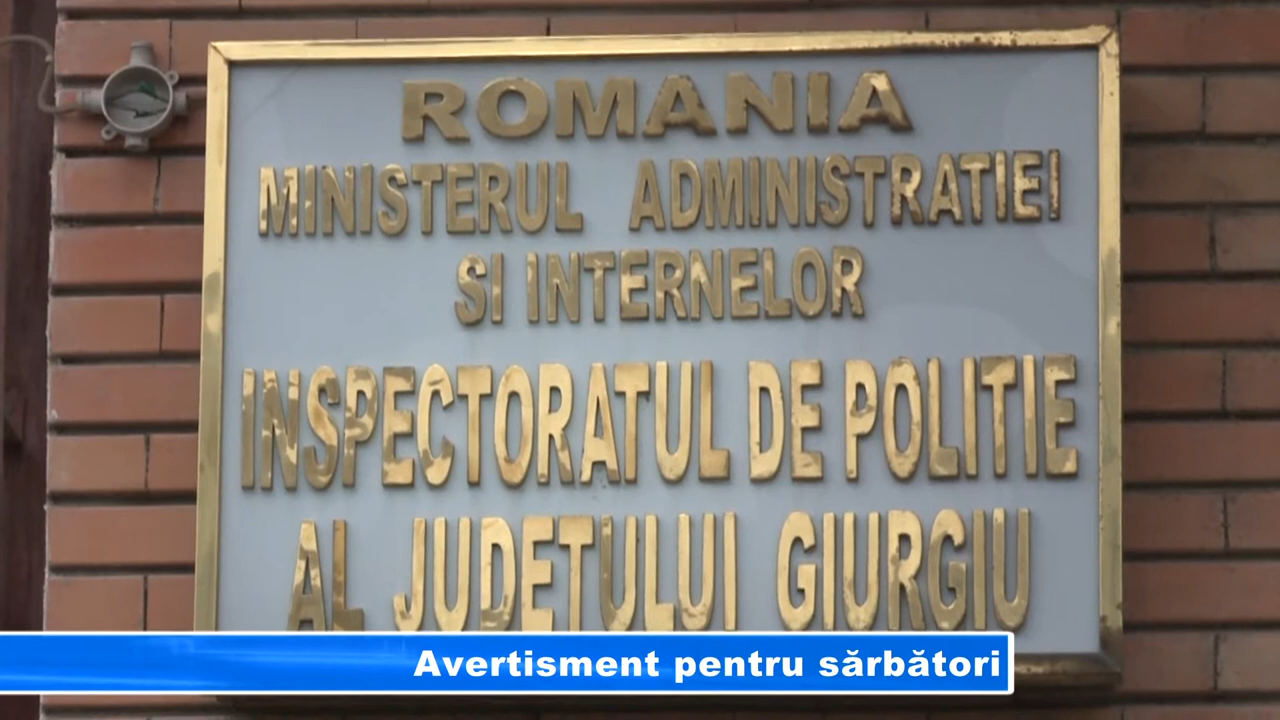 ROMANIA
MINISTERUL ADMINISTRATIEI
SI INTERNELOR
INSPECTORATUL DE POLITIE
AL JUDETULUI GIURGIU
Avertisment pentru sărbători